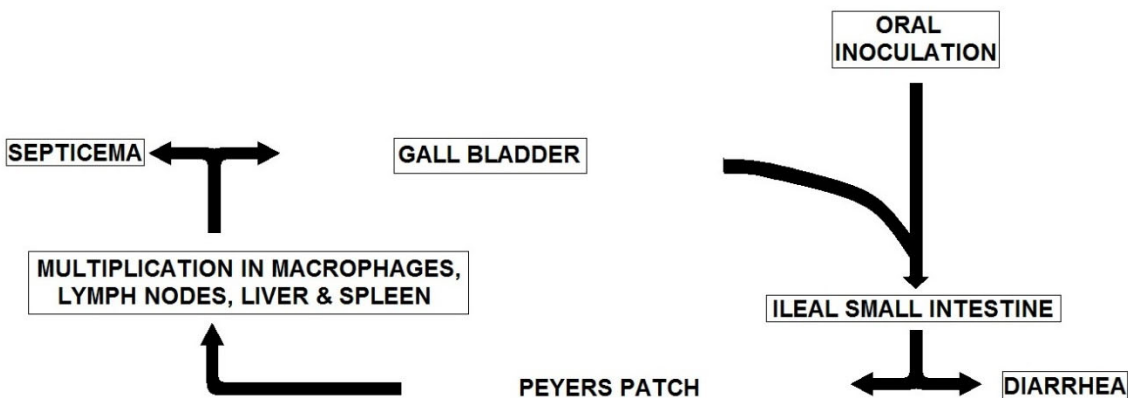 ORAL
INOCULATION
SEPTICEMA
GALL BLADDER
MULTIPLICATION IN MACROPHAGES,
LYMPH NODES, LIVER & SPLEEN
ILEAL SMALL INTESTINE
PEYERS PATCH
DIARRHEA